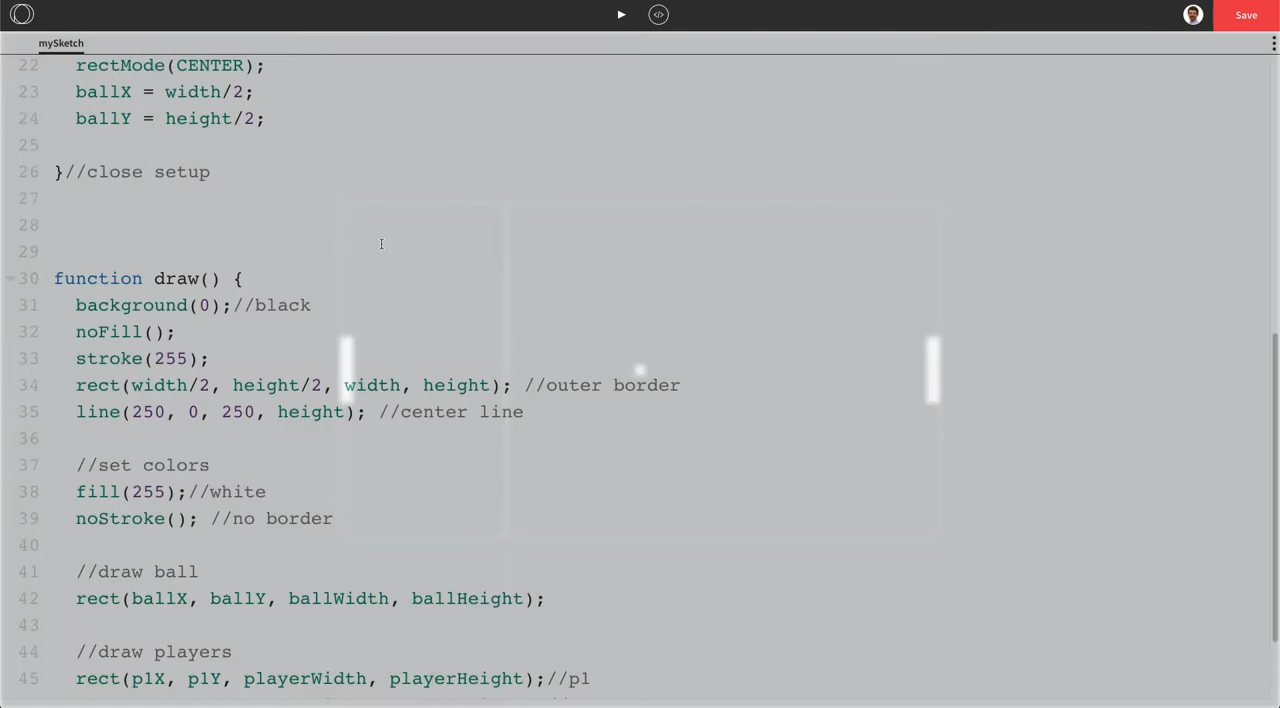 </> Save
mySketch
22 rectMode(CENTER);
23 ballX = width/2;
24 ballY = height/2;
25
26 }//close setup
27
28
29
30 function draw() {
31 background(0);//black
32 noFill();
33 stroke(255);
34 rect(width/2, height/2, width, height); //outer border
35 line(250, 0, 250, height); //center line
36
37 //set colors
38 fill(255);//white
39 noStroke(); //no border
40
41 //draw ball
42 rect(ballX, ballY, ballWidth, ballHeight);
43
44 //draw players
45 rect(p1X, p1Y, playerWidth, playerHeight);//p1